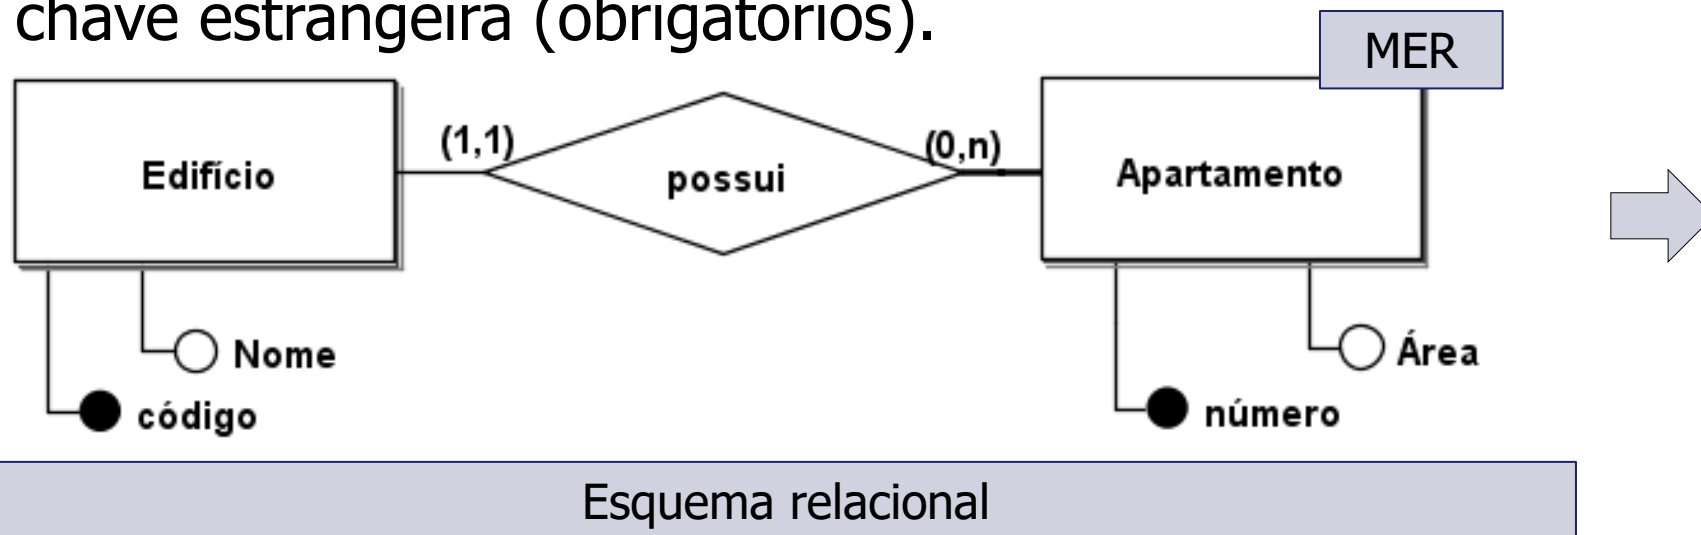 chave estrangeira (obrigatórios).
MER
(1,1)
(0,n)
Edifício
possui
Apartamento
Nome
Área
código
número
Esquema relacional